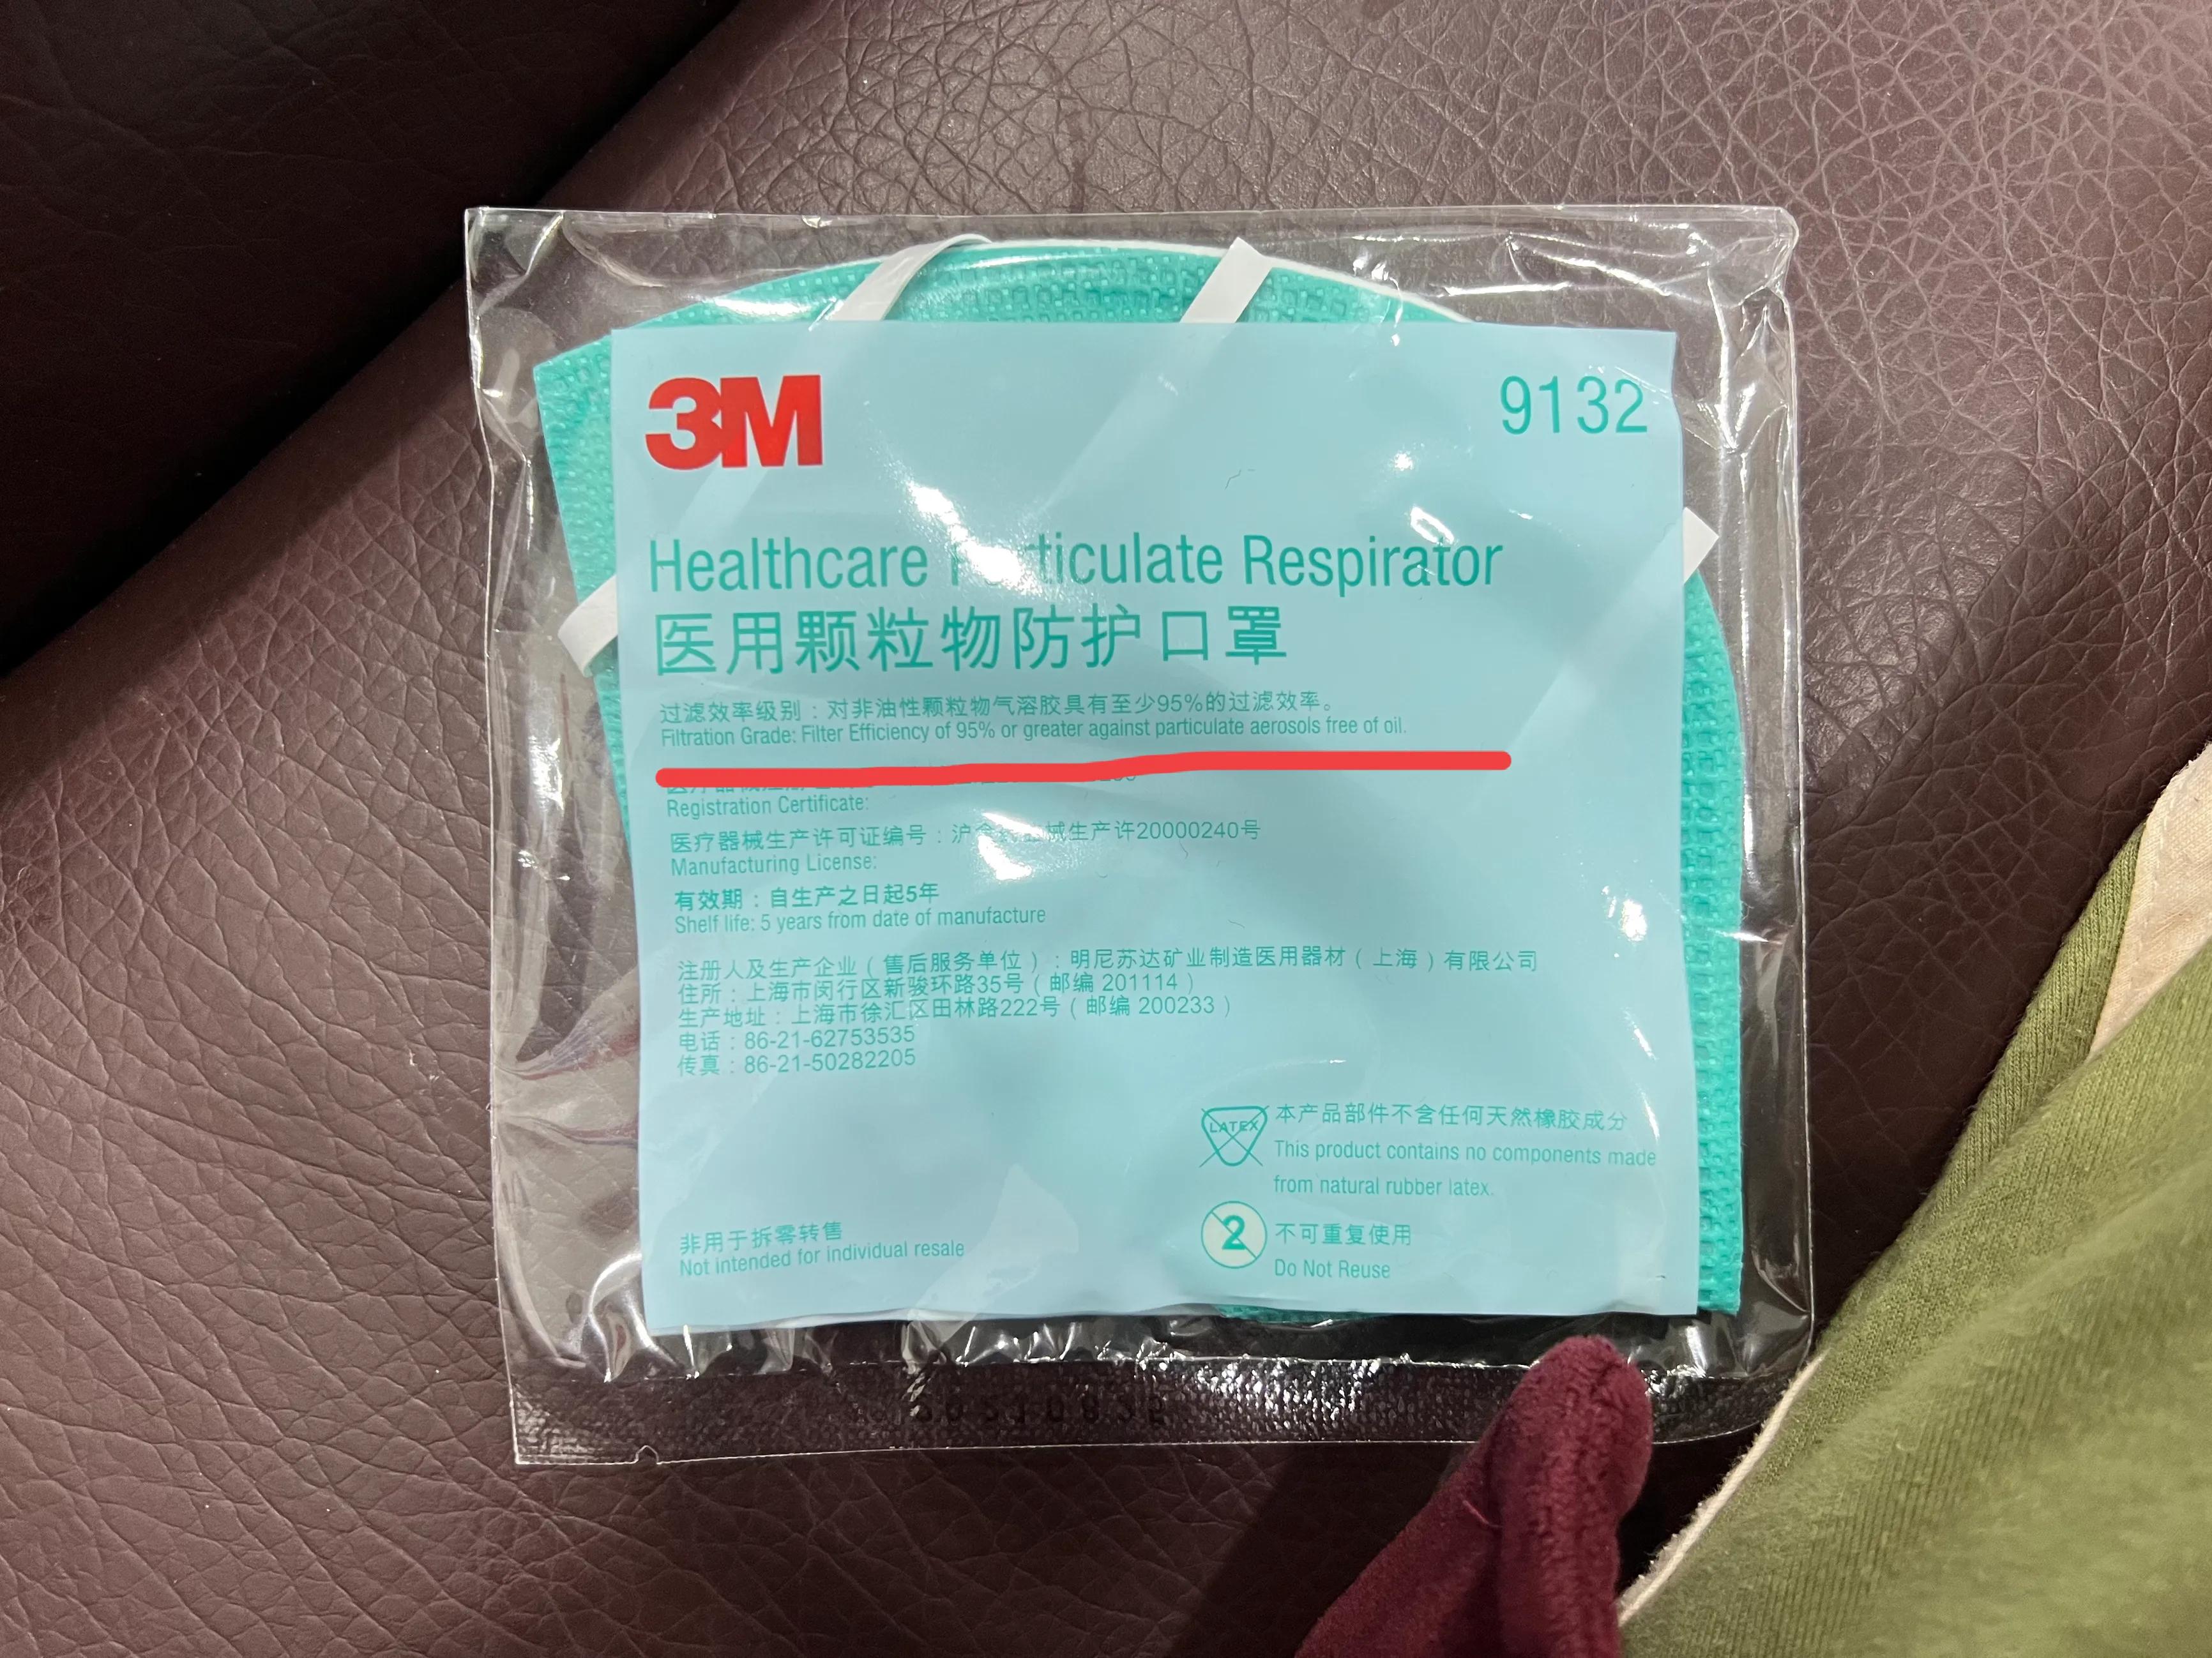 3M
9132
Healthcare Particulate Respirator
医用颗粒物防护口罩
过滤效率级别：对非油性颗粒物气溶胶具有至少95%的过滤效率。
Filtration Grade: Filter Efficiency of 95% or greater against particulate aerosols free of oil.
Registration Certificate:
医疗器械生产许可证编号：沪 械生产许20000240号
Manufacturing License:
有效期：自生产之日起5年
Shelf life: 5 years from date of manufacture
注册人及生产企业（售后服务单位）：明尼苏达矿业制造医用器材（上海）有限公司
住所：上海市闵行区新骏环路35号（邮编 201114）
生产地址：上海市徐汇区田林路222号（邮编 200233）
电话：86-21-62753535
传真：86-21-50282205
LATEX
本产品部件不含任何天然橡胶成分
This product contains no components made
from natural rubber latex.
2
不可重复使用
Do Not Reuse
非用于拆零转售
Not intended for individual resale